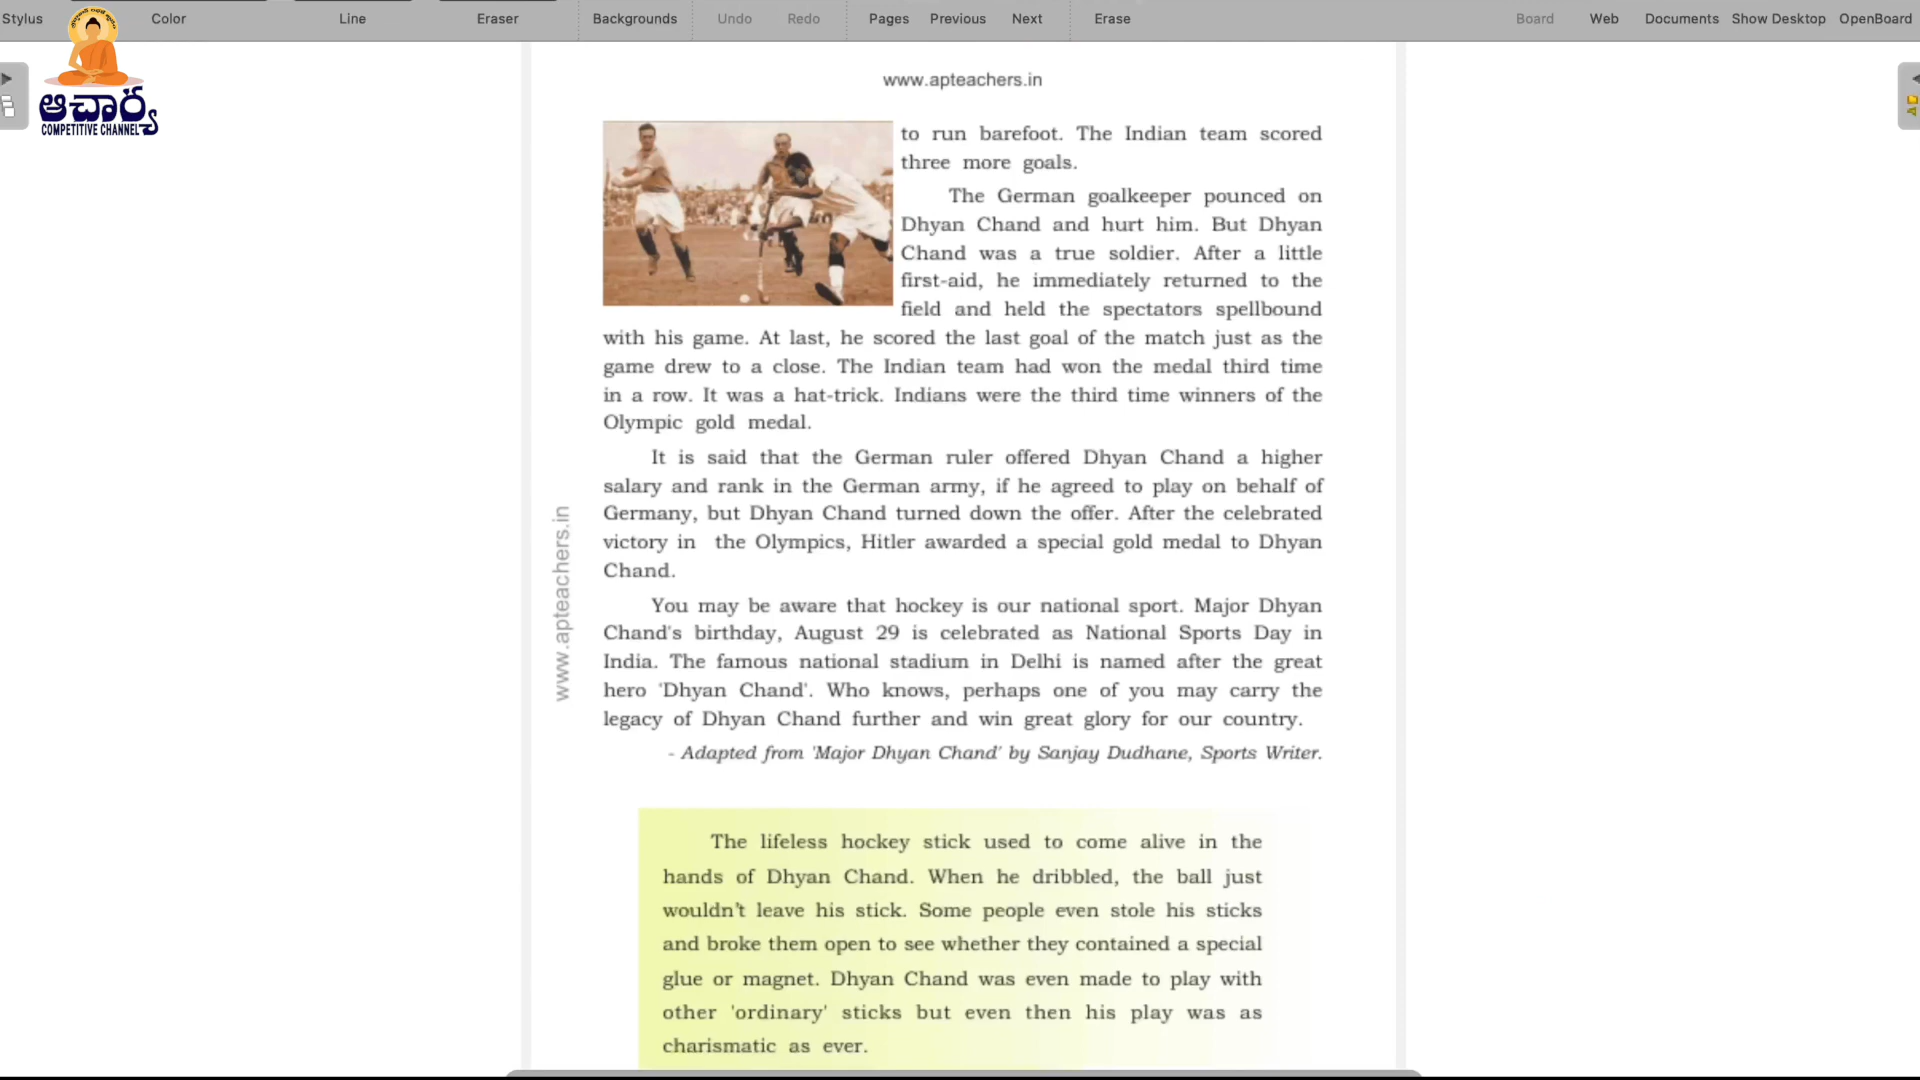 Stylus Color Line Eraser Backgrounds Undo Redo Pages Previous Next Erase Board Web Documents Show Desktop OpenBoard
ఆచార్య
COMPETITIVE CHANNEL
www.apteachers.in
to run barefoot. The Indian team scored
three more goals.
The German goalkeeper pounced on
Dhyan Chand and hurt him. But Dhyan
Chand was a true soldier. After a little
first-aid, he immediately returned to the
field and held the spectators spellbound
with his game. At last, he scored the last goal of the match just as the
game drew to a close. The Indian team had won the medal third time
in a row. It was a hat-trick. Indians were the third time winners of the
Olympic gold medal.
It is said that the German ruler offered Dhyan Chand a higher
salary and rank in the German army, if he agreed to play on behalf of
Germany, but Dhyan Chand turned down the offer. After the celebrated
victory in the Olympics, Hitler awarded a special gold medal to Dhyan
Chand.
www.apteachers.in
You may be aware that hockey is our national sport. Major Dhyan
Chand's birthday, August 29 is celebrated as National Sports Day in
India. The famous national stadium in Delhi is named after the great
hero 'Dhyan Chand'. Who knows, perhaps one of you may carry the
legacy of Dhyan Chand further and win great glory for our country.
- Adapted from 'Major Dhyan Chand' by Sanjay Dudhane, Sports Writer.
The lifeless hockey stick used to come alive in the
hands of Dhyan Chand. When he dribbled, the ball just
wouldn't leave his stick. Some people even stole his sticks
and broke them open to see whether they contained a special
glue or magnet. Dhyan Chand was even made to play with
other 'ordinary' sticks but even then his play was as
charismatic as ever.